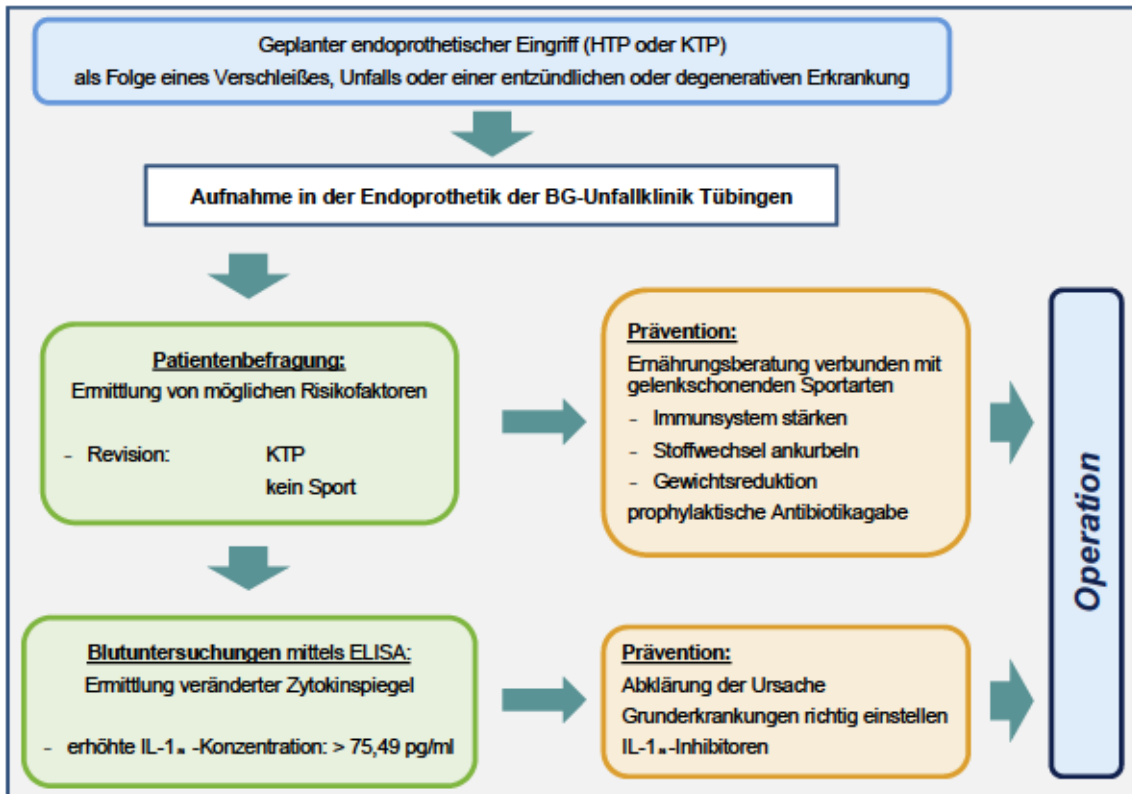 Geplanter endoprothetischer Eingriff (HTP oder KTP)
als Folge eines Verschleißes, Unfalls oder einer entzündlichen oder degenerativen Erkrankung
Aufnahme in der Endoprothetik der BG-Unfallklinik Tübingen
Patientenbefragung:
Ermittlung von möglichen Risikofaktoren
- Revision: KTP
kein Sport
Prävention:
Ernährungsberatung verbunden mit
gelenkschonenden Sportarten
- Immunsystem stärken
- Stoffwechsel ankurbeln
- Gewichtsreduktion
prophylaktische Antibiotikagabe
Blutuntersuchungen mittels ELISA:
Ermittlung veränderter Zytokinspiegel
- erhöhte IL-1 -Konzentration: > 75,49 pg/ml
Prävention:
Abklärung der Ursache
Grunderkrankungen richtig einstellen
IL-1 -Inhibitoren
Operation